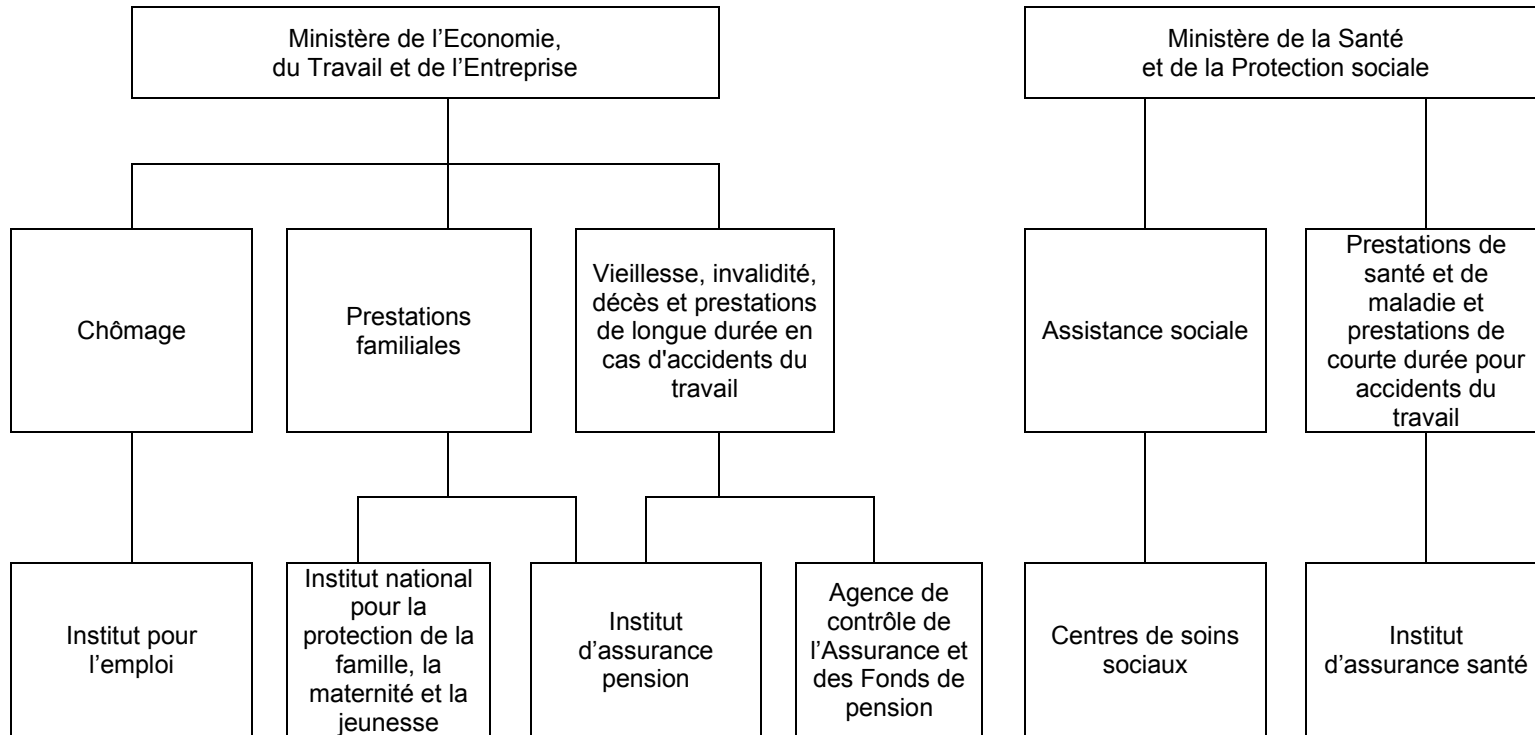 Ministère de l’Economie,
du Travail et de l’Entreprise
Ministère de la Santé
et de la Protection sociale
Chômage
Prestations
familiales
Vieillesse, invalidité,
décès et prestations
de longue durée en
cas d'accidents du
travail
Assistance sociale
Prestations de
santé et de
maladie et
prestations de
courte durée pour
accidents du
travail
Institut pour
l’emploi
Institut national
pour la
protection de la
famille, la
maternité et la
jeunesse
Institut
d’assurance
pension
Agence de
contrôle de
l’Assurance et
des Fonds de
pension
Centres de soins
sociaux
Institut
d’assurance santé